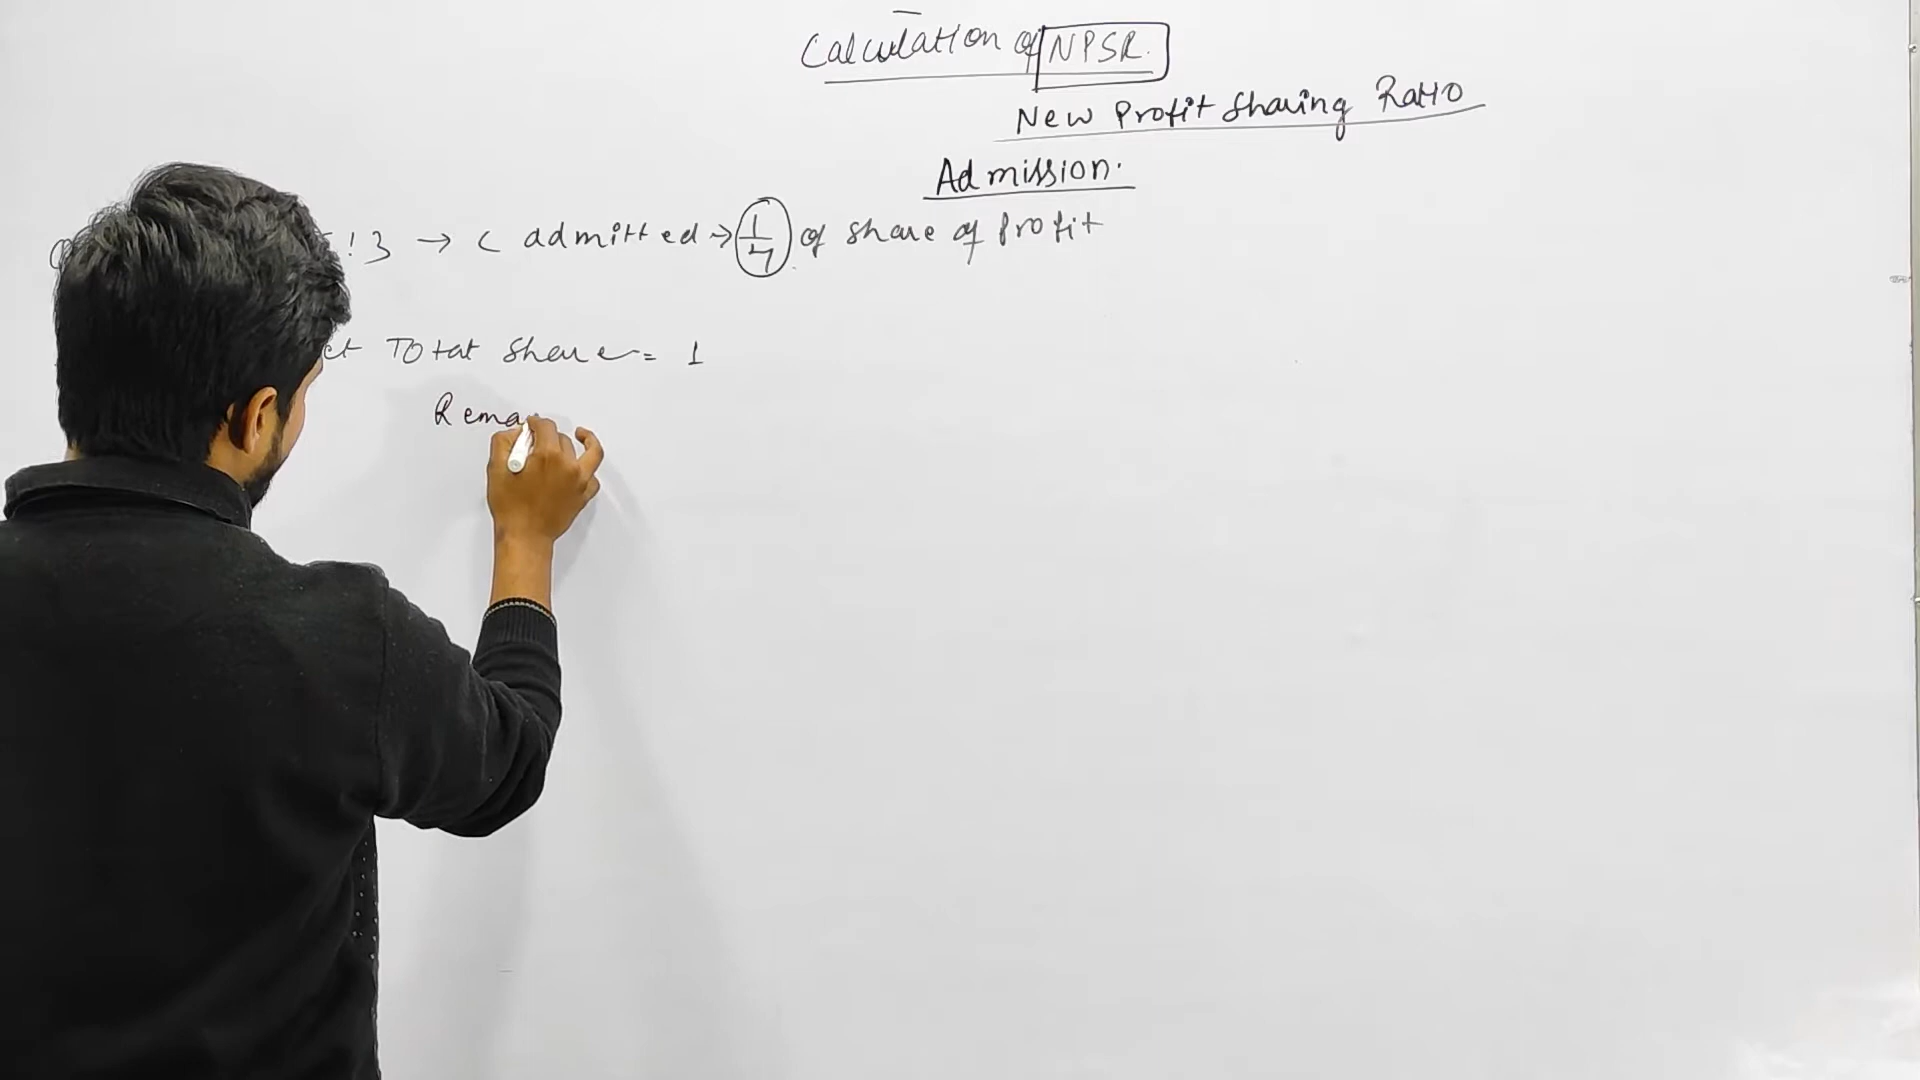 Calculation of NPSR.
New Profit Sharing Ratio
Admission.
: 3 → C admitted → 1/4 of share of Profit
Total Share = 1
Rema